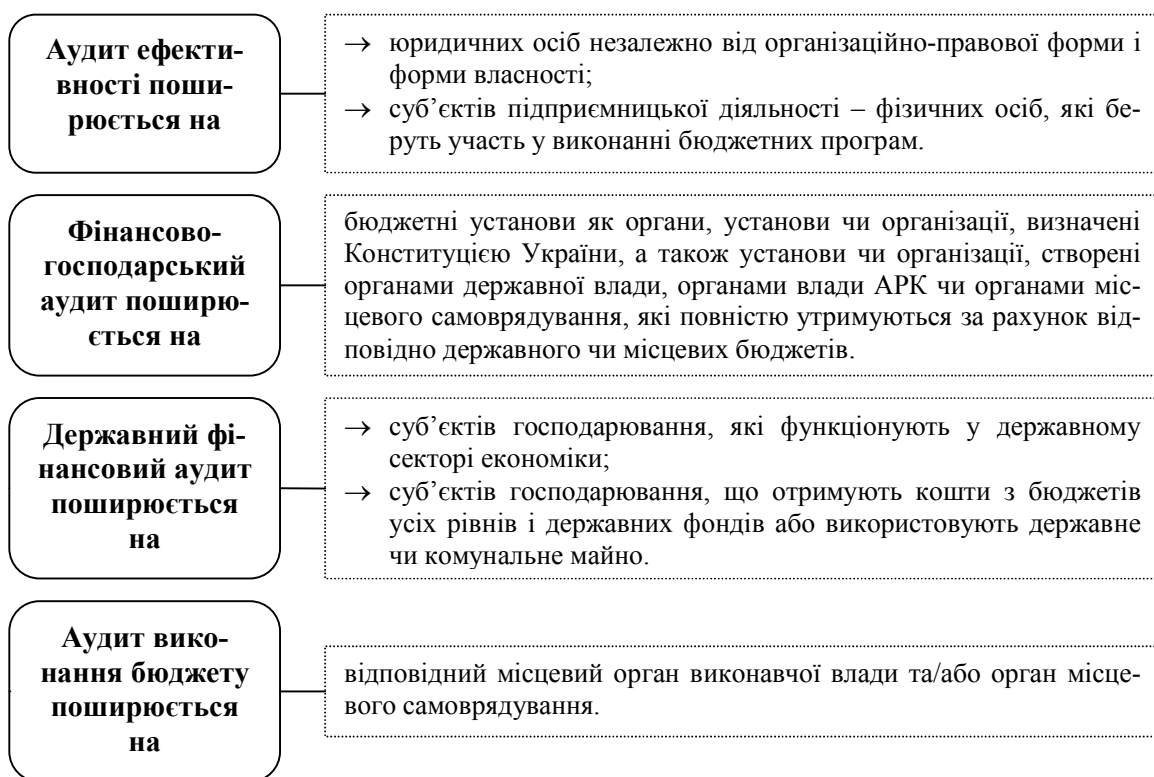 Аудит ефекти-
вності поши-
рюється на
→ юридичних осіб незалежно від організаційно-правової форми і
форми власності;
→ суб’єктів підприємницької діяльності – фізичних осіб, які бе-
руть участь у виконанні бюджетних програм.
Фінансово-
господарський
аудит поширю-
ється на
бюджетні установи як органи, установи чи організації, визначені
Конституцією України, а також установи чи організації, створені
органами державної влади, органами влади АРК чи органами міс-
цевого самоврядування, які повністю утримуються за рахунок від-
повідно державного чи місцевих бюджетів.
Державний фі-
нансовий аудит
поширюється
на
→ суб’єктів господарювання, які функціонують у державному
секторі економіки;
→ суб’єктів господарювання, що отримують кошти з бюджетів
усіх рівнів і державних фондів або використовують державне
чи комунальне майно.
Аудит вико-
нання бюджету
поширюється
на
відповідний місцевий орган виконавчої влади та/або орган місце-
вого самоврядування.